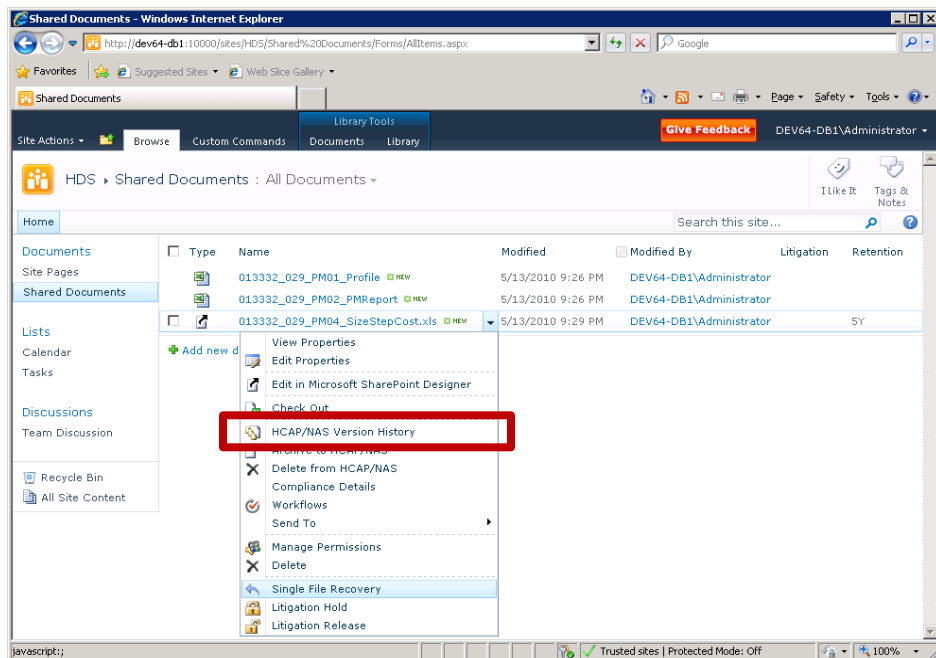 Shared Documents - Windows Internet Explorer
http://dev64-db1:10000/sites/HDS/Shared%20Documents/Forms/AllItems.aspx
Google
Favorites Suggested Sites Web Slice Gallery
Shared Documents
Page Safety Tools
Library Tools
Site Actions Browse Custom Commands Documents Library
Give Feedback DEV64-DB1\Administrator
HDS Shared Documents : All Documents
I Like It Tags & Notes
Home
Search this site...
Documents
Site Pages
Shared Documents
Lists
Calendar
Tasks
Discussions
Team Discussion
Recycle Bin
All Site Content
Type Name Modified Modified By Litigation Retention
013332_029_PM01_Profile NEW 5/13/2010 9:26 PM DEV64-DB1\Administrator
013332_029_PM02_PMReport NEW 5/13/2010 9:26 PM DEV64-DB1\Administrator
013332_029_PM04_SizeStepCost.xls NEW 5/13/2010 9:29 PM DEV64-DB1\Administrator 5Y
Add new d
View Properties
Edit Properties
Edit in Microsoft SharePoint Designer
Check Out
HCAP/NAS Version History
Archive to HCAP/NAS
Delete from HCAP/NAS
Compliance Details
Workflows
Send To
Manage Permissions
Delete
Single File Recovery
Litigation Hold
Litigation Release
javascript:; Trusted sites | Protected Mode: Off 100%